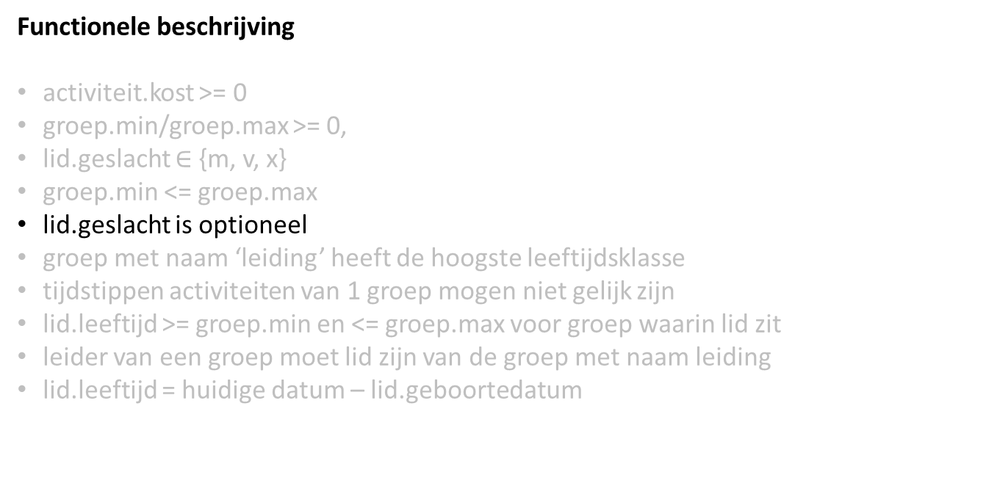 Functionele beschrijving
• activiteit.kost >= 0
• groep.min/groep.max >= 0,
• lid.geslacht ∈ {m, v, x}
• groep.min <= groep.max
• lid.geslacht is optioneel
• groep met naam ‘leiding’ heeft de hoogste leeftijdsklasse
• tijdstippen activiteiten van 1 groep mogen niet gelijk zijn
• lid.leeftijd >= groep.min en <= groep.max voor groep waarin lid zit
• leider van een groep moet lid zijn van de groep met naam leiding
• lid.leeftijd = huidige datum – lid.geboortedatum